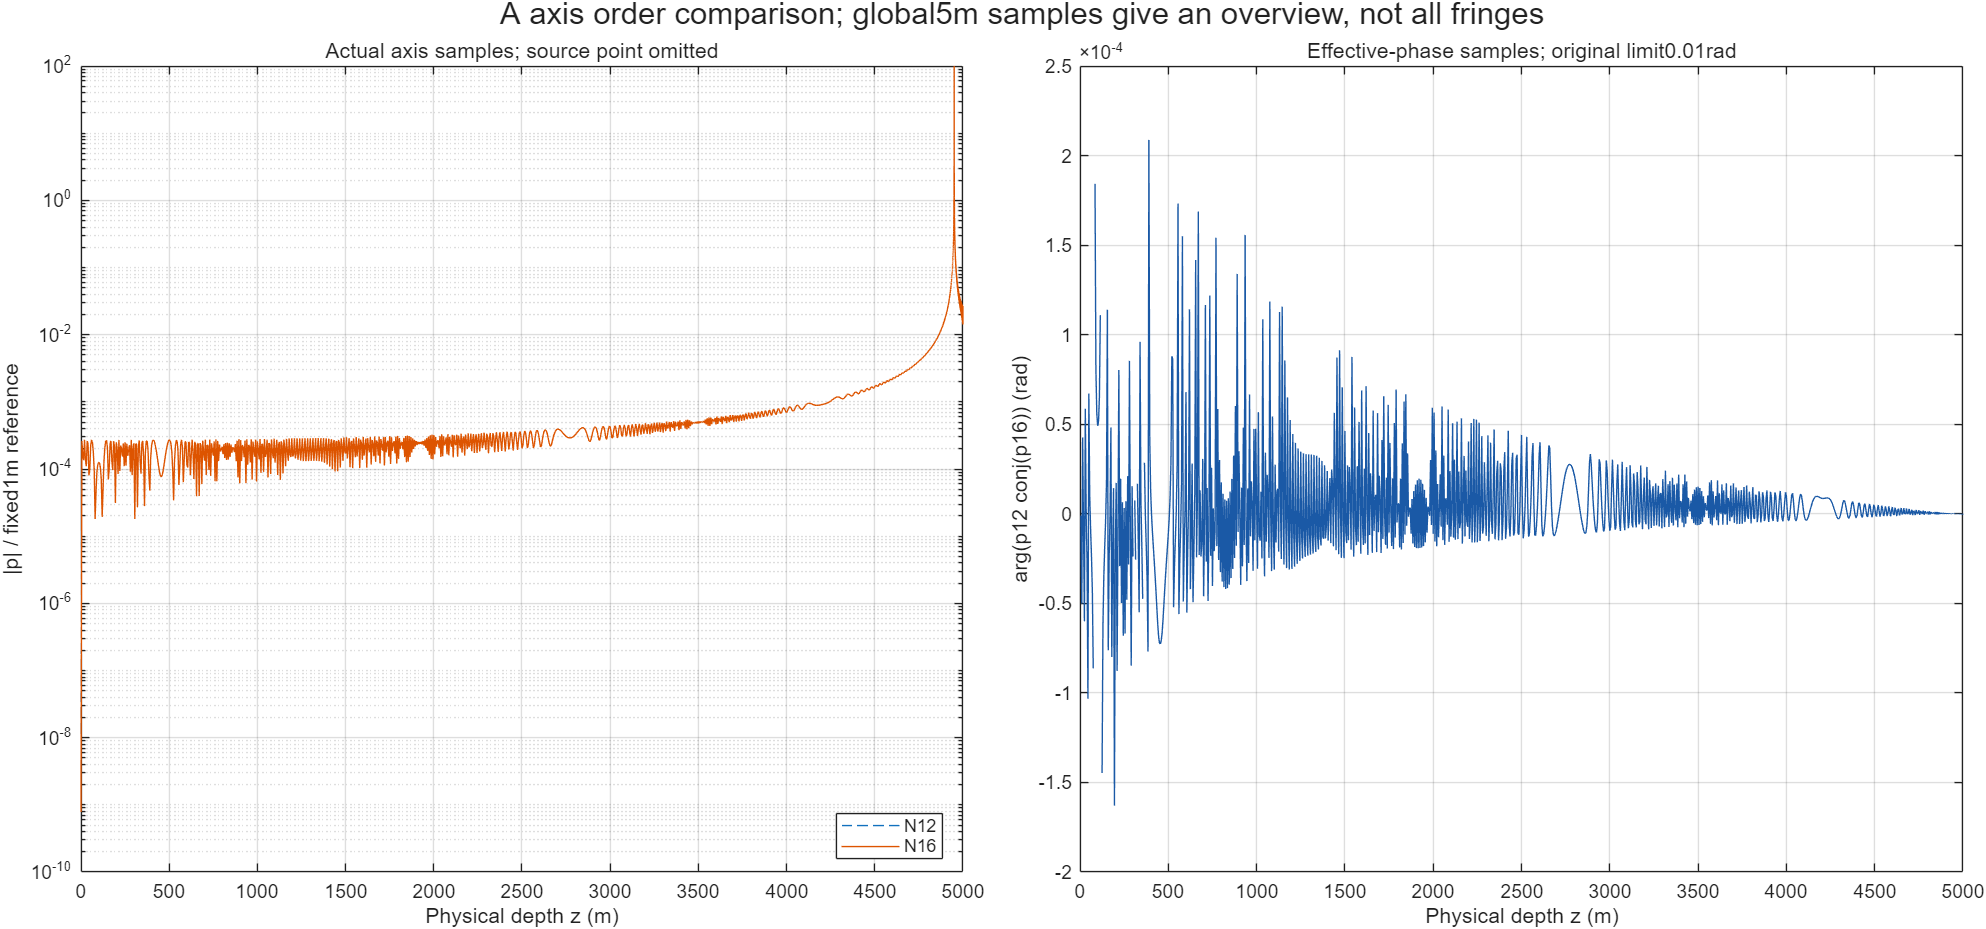 A axis order comparison; global5m samples give an overview, not all fringes
Actual axis samples; source point omitted
10^2
10^0
10^-2
10^-4
10^-6
10^-8
10^-10
|p| / fixed1m reference
0 500 1000 1500 2000 2500 3000 3500 4000 4500 5000
Physical depth z (m)
N12
N16
Effective-phase samples; original limit0.01rad
×10^-4
2.5
2
1.5
1
0.5
0
-0.5
-1
-1.5
-2
arg(p12 conj(p16)) (rad)
0 500 1000 1500 2000 2500 3000 3500 4000 4500 5000
Physical depth z (m)